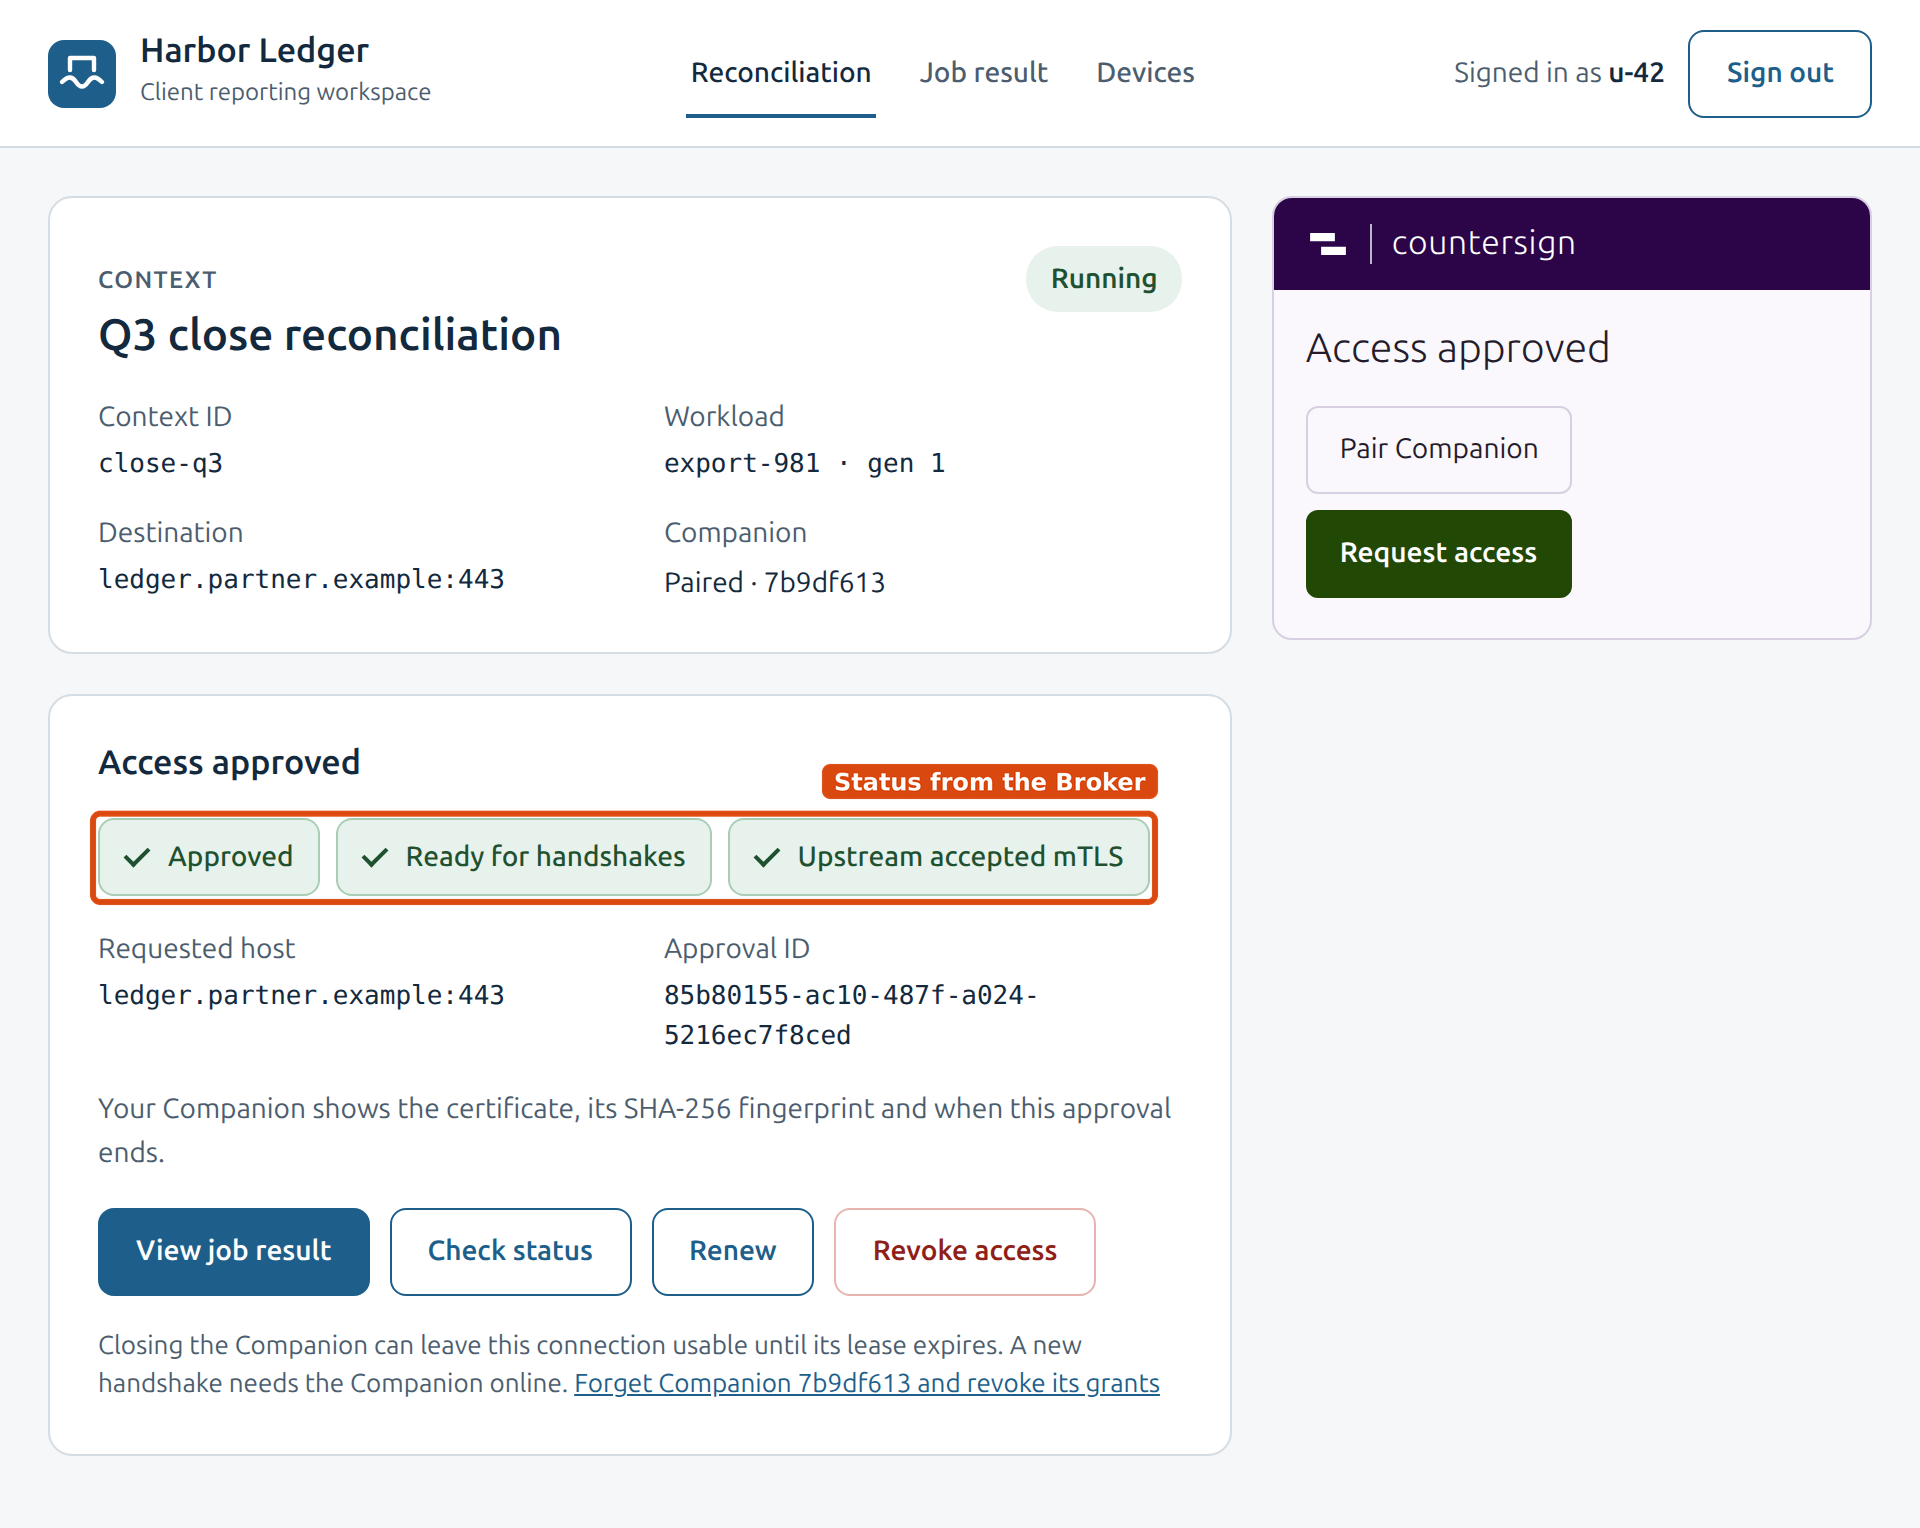 Harbor Ledger
Client reporting workspace
Reconciliation
Job result
Devices
Signed in as u-42
Sign out
CONTEXT
Running
Q3 close reconciliation
Context ID
close-q3
Workload
export-981 · gen 1
Destination
ledger.partner.example:443
Companion
Paired · 7b9df613
countersign
Access approved
Pair Companion
Request access
Access approved
Status from the Broker
Approved
Ready for handshakes
Upstream accepted mTLS
Requested host
ledger.partner.example:443
Approval ID
85b80155-ac10-487f-a024-
5216ec7f8ced
Your Companion shows the certificate, its SHA-256 fingerprint and when this approval
ends.
View job result
Check status
Renew
Revoke access
Closing the Companion can leave this connection usable until its lease expires. A new
handshake needs the Companion online. Forget Companion 7b9df613 and revoke its grants